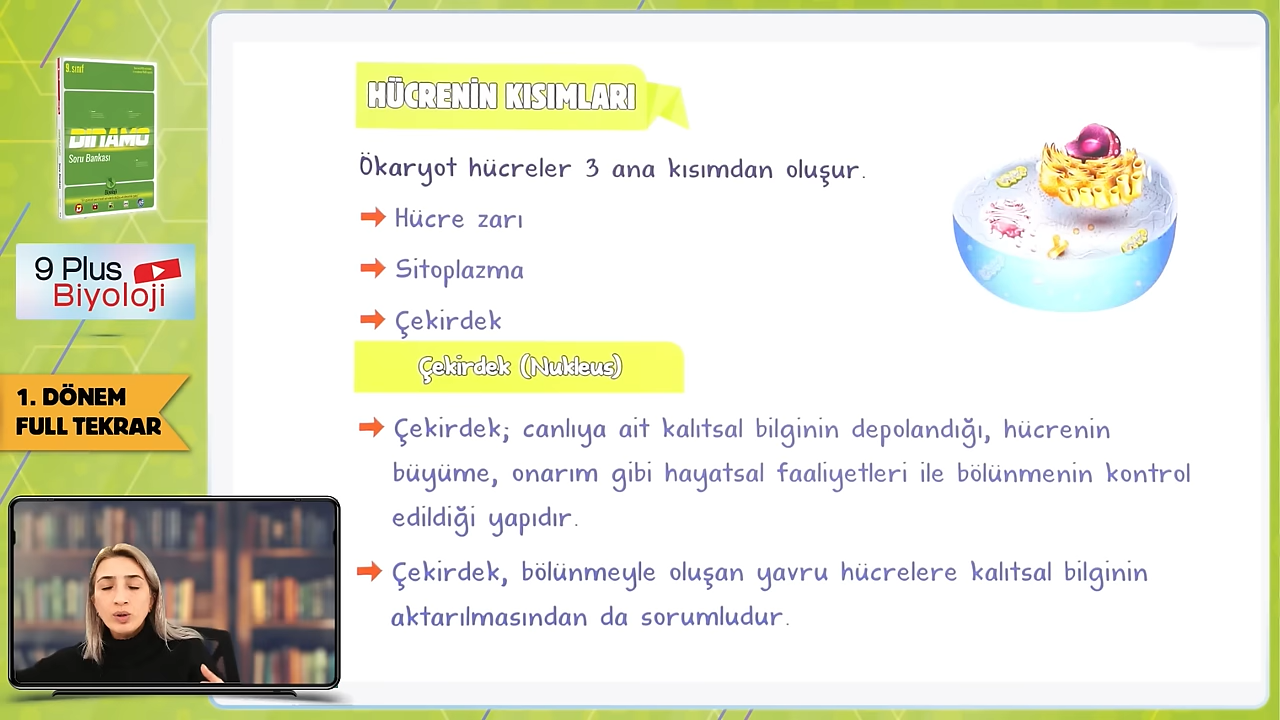 9. sınıf
DİNAMO
Soru Bankası
9 Plus
Biyoloji
1. DÖNEM
FULL TEKRAR
HÜCRENİN KISIMLARI
Ökaryot hücreler 3 ana kısımdan oluşur.
Hücre zarı
Sitoplazma
Çekirdek
Çekirdek (Nukleus)
Çekirdek; canlıya ait kalıtsal bilginin depolandığı, hücrenin
büyüme, onarım gibi hayatsal faaliyetleri ile bölünmenin kontrol
edildiği yapıdır.
Çekirdek, bölünmeyle oluşan yavru hücrelere kalıtsal bilginin
aktarılmasından da sorumludur.